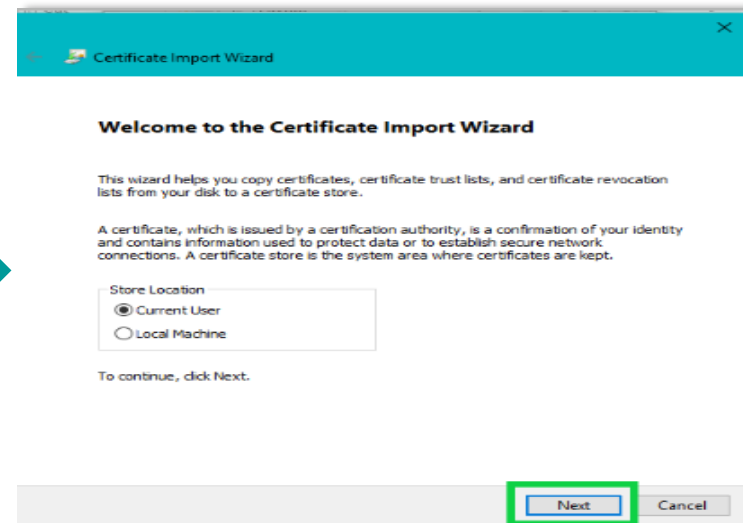 Certificate Import Wizard
Welcome to the Certificate Import Wizard
This wizard helps you copy certificates, certificate trust lists, and certificate revocation
lists from your disk to a certificate store.
A certificate, which is issued by a certification authority, is a confirmation of your identity
and contains information used to protect data or to establish secure network
connections. A certificate store is the system area where certificates are kept.
Store Location
Current User
Local Machine
To continue, click Next.
Next Cancel